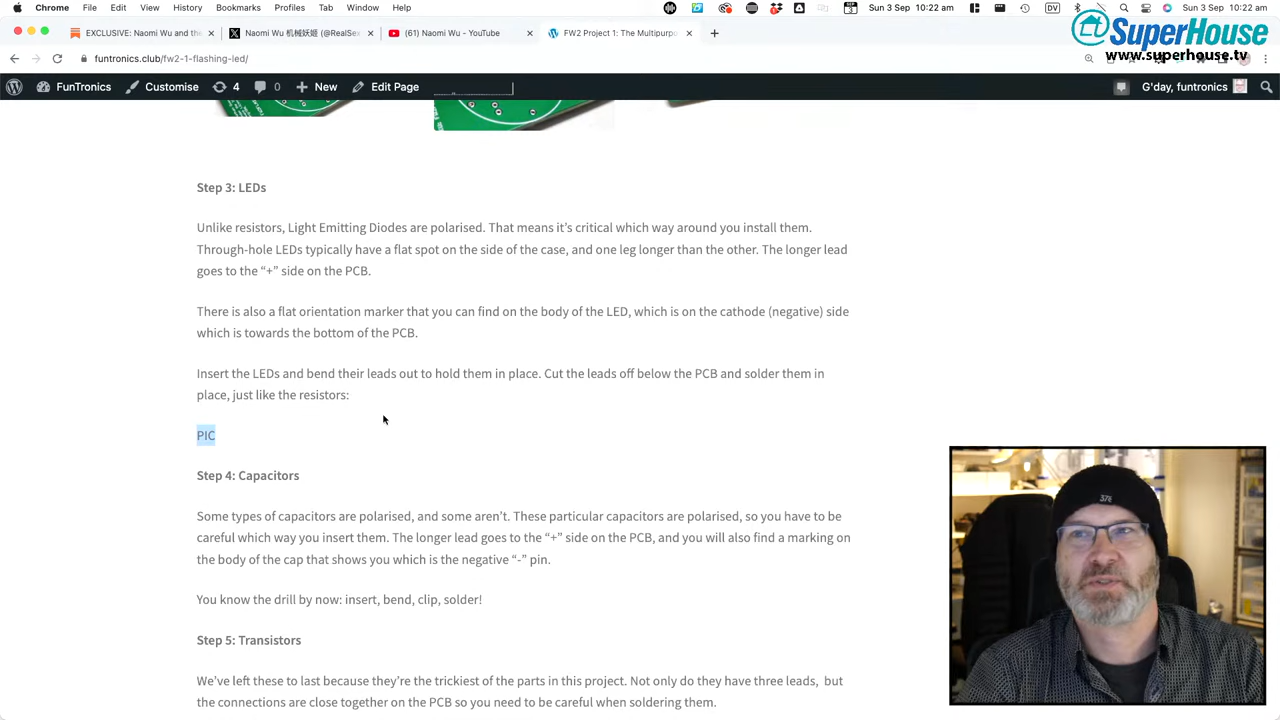 Chrome File Edit View History Bookmarks Profiles Tab Window Help
SEP 3 Sun 3 Sep 10:22 am DV Sun 3 Sep 10:22 am
EXCLUSIVE: Naomi Wu and the
Naomi Wu 机械妖姬 (@RealSex
(61) Naomi Wu - YouTube
FW2 Project 1: The Multipurpo
SuperHouse
www.superhouse.tv
funtronics.club/fw2-1-flashing-led/
FunTronics Customise 4 0 New Edit Page G'day, funtronics
Step 3: LEDs
Unlike resistors, Light Emitting Diodes are polarised. That means it’s critical which way around you install them.
Through-hole LEDs typically have a flat spot on the side of the case, and one leg longer than the other. The longer lead
goes to the “+” side on the PCB.
There is also a flat orientation marker that you can find on the body of the LED, which is on the cathode (negative) side
which is towards the bottom of the PCB.
Insert the LEDs and bend their leads out to hold them in place. Cut the leads off below the PCB and solder them in
place, just like the resistors:
PIC
Step 4: Capacitors
Some types of capacitors are polarised, and some aren’t. These particular capacitors are polarised, so you have to be
careful which way you insert them. The longer lead goes to the “+” side on the PCB, and you will also find a marking on
the body of the cap that shows you which is the negative “-” pin.
You know the drill by now: insert, bend, clip, solder!
Step 5: Transistors
We’ve left these to last because they’re the trickiest of the parts in this project. Not only do they have three leads, but
the connections are close together on the PCB so you need to be careful when soldering them.